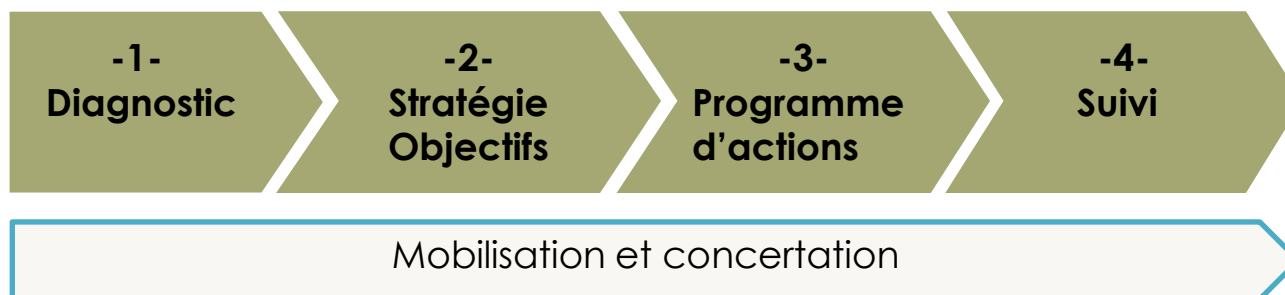 -1-
Diagnostic
-2-
Stratégie
Objectifs
-3-
Programme
d’actions
-4-
Suivi
Mobilisation et concertation